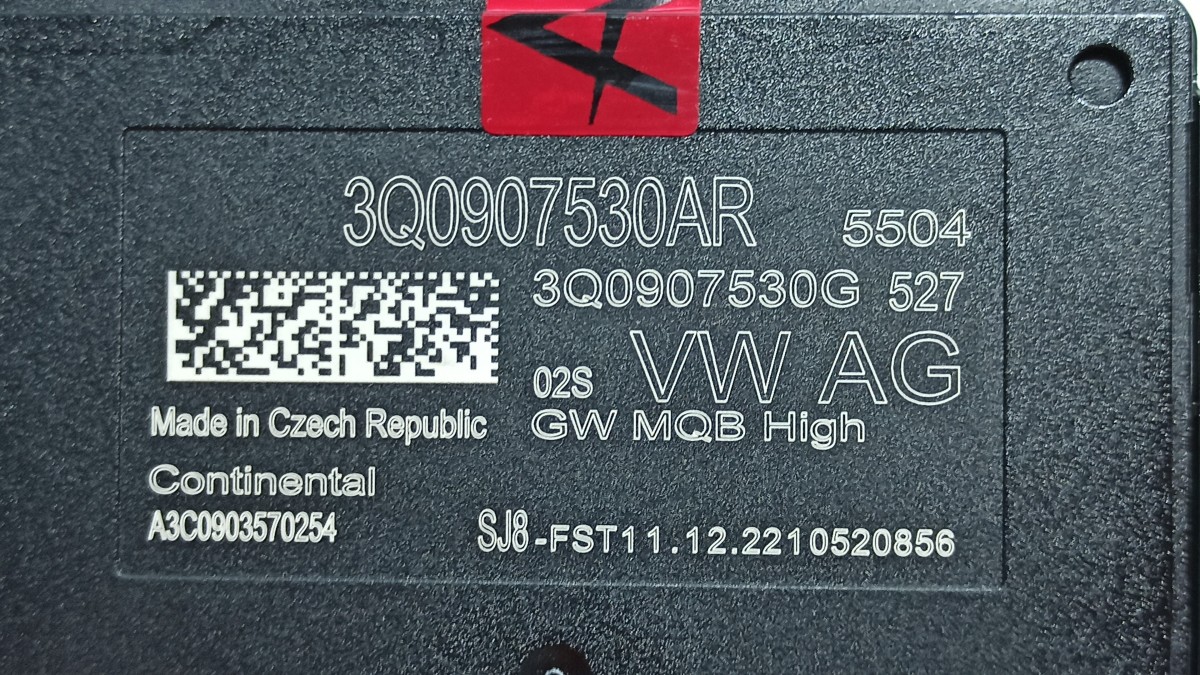 3Q0907530AR 5504
3Q0907530G 527
02S VW AG
Made in Czech Republic GW MQB High
Continental
A3C0903570254 SJ8-FST11.12.2210520856